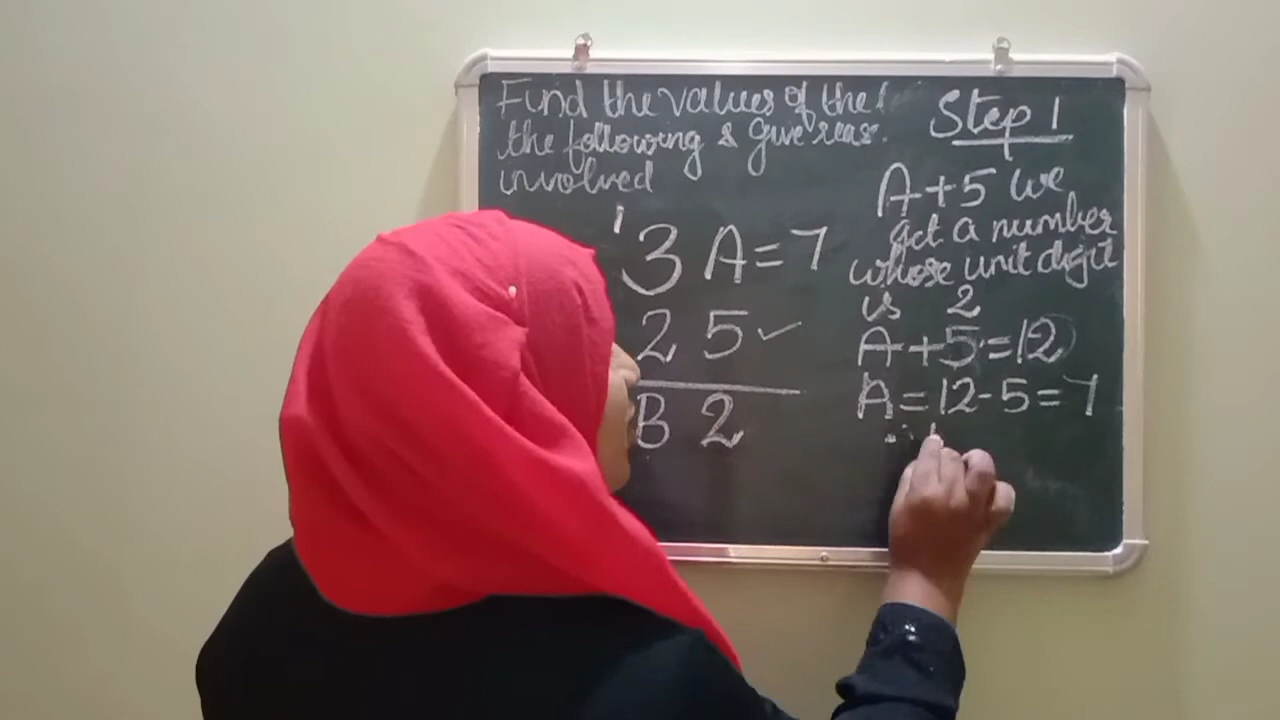 Find the values of the
the following & give reas.
involved
1
3 A = 7
2 5 ✓
B 2
Step 1
A + 5 we
get a number
whose unit digit
is 2
A + 5 = 12
A = 12 - 5 = 7
∴